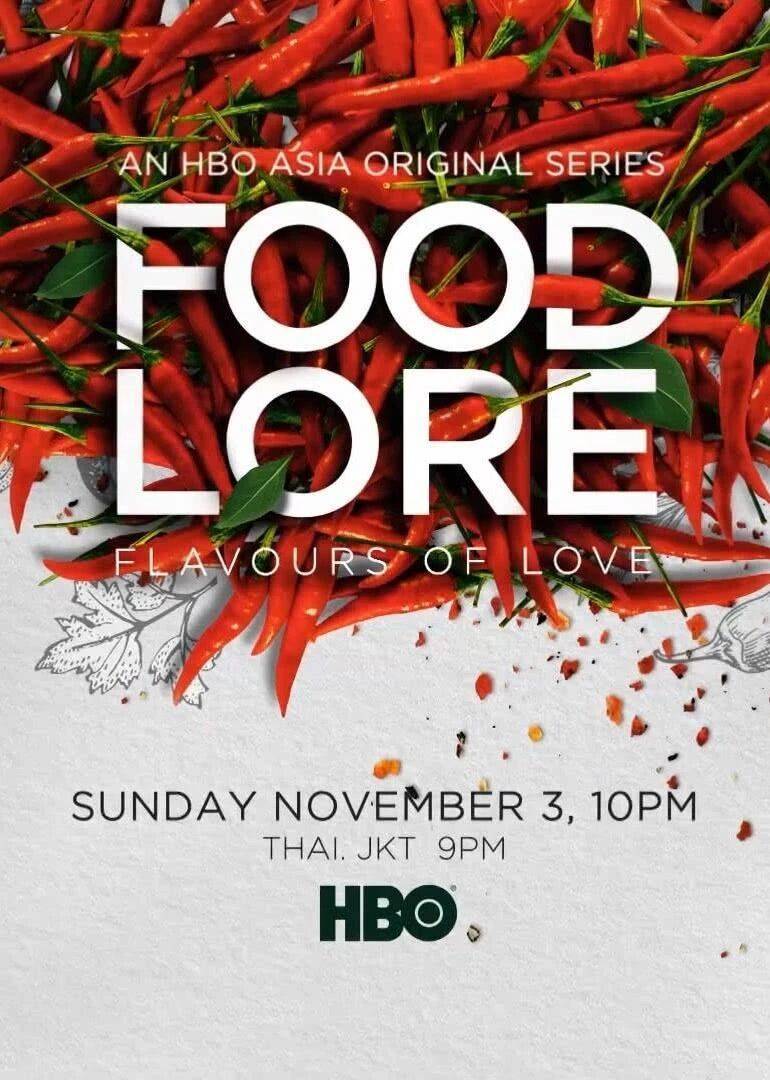 AN HBO ASIA ORIGINAL SERIES
FOOD
LORE
FLAVOURS OF LOVE
SUNDAY NOVEMBER 3, 10PM
THAI. JKT 9PM
HBO